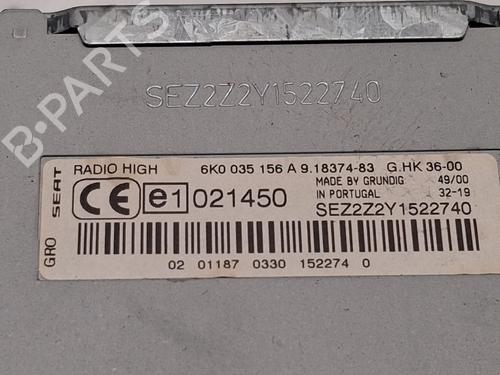 SEZ2Z2Y1522740
B-PARTS
SEAT
GRO
RADIO HIGH 6K0 035 156 A 9.18374-83 G.HK 36-00
CE e1 021450
MADE BY GRUNDIG 49/00
IN PORTUGAL 32-19
SEZ2Z2Y1522740
02 01187 0330 152274 0